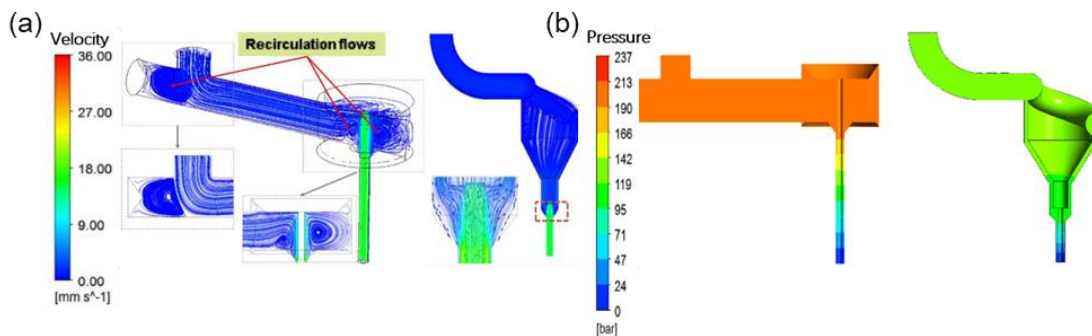 (a)
Velocity
36.00
27.00
18.00
9.00
0.00
[mm s^-1]
Recirculation flows
(b)
Pressure
237
213
190
166
142
119
95
71
47
24
0
[bar]